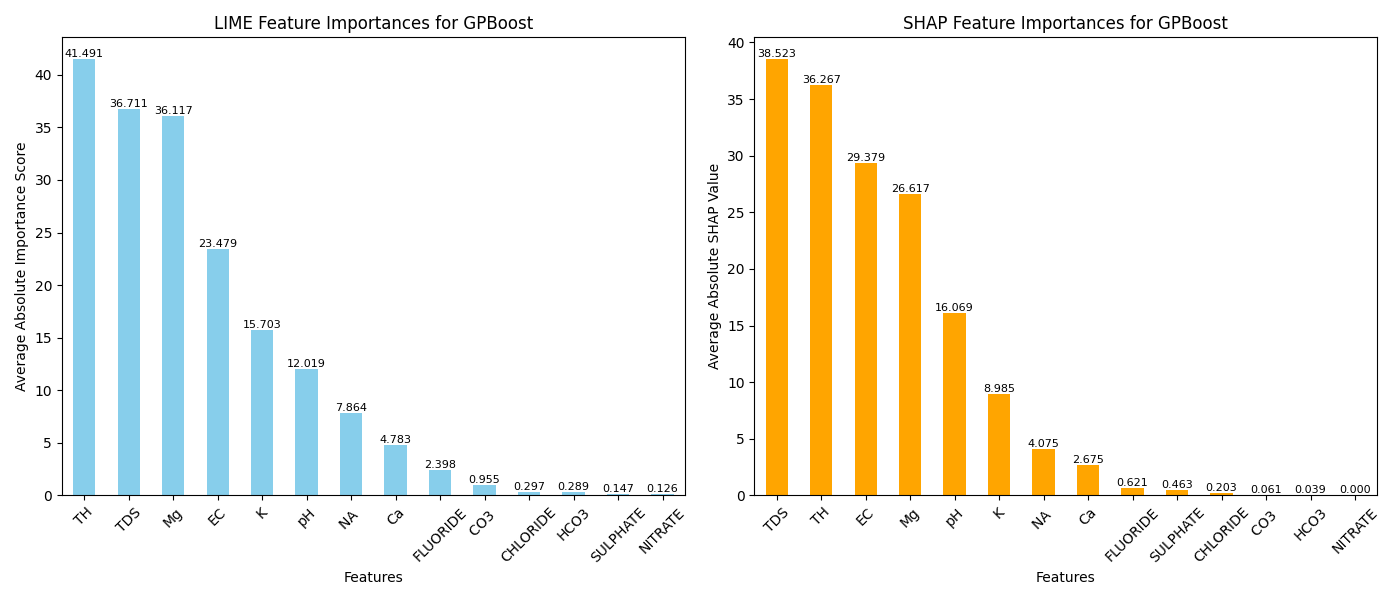 LIME Feature Importances for GPBoost
Average Absolute Importance Score
40
35
30
25
20
15
10
5
0
41.491
36.711
36.117
23.479
15.703
12.019
7.864
4.783
2.398
0.955
0.297
0.289
0.147
0.126
TH
TDS
Mg
EC
K
pH
NA
Ca
FLUORIDE
CO3
CHLORIDE
HCO3
SULPHATE
NITRATE
Features
SHAP Feature Importances for GPBoost
Average Absolute SHAP Value
40
35
30
25
20
15
10
5
0
38.523
36.267
29.379
26.617
16.069
8.985
4.075
2.675
0.621
0.463
0.203
0.061
0.039
0.000
TDS
TH
EC
Mg
pH
K
NA
Ca
FLUORIDE
SULPHATE
CHLORIDE
CO3
HCO3
NITRATE
Features